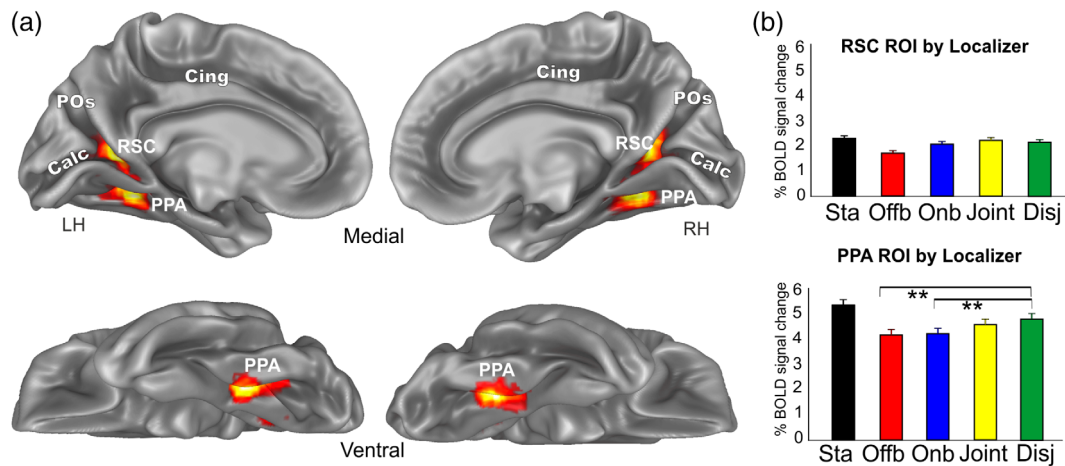 (a)
Cing
POs
RSC
Calc
PPA
LH
Cing
POs
RSC
Calc
PPA
RH
Medial
PPA
PPA
Ventral
(b)
RSC ROI by Localizer
% BOLD signal change
6
5
4
3
2
1
0
Sta Offb Onb Joint Disj
PPA ROI by Localizer
% BOLD signal change
6
5
4
3
2
1
0
**
**
Sta Offb Onb Joint Disj